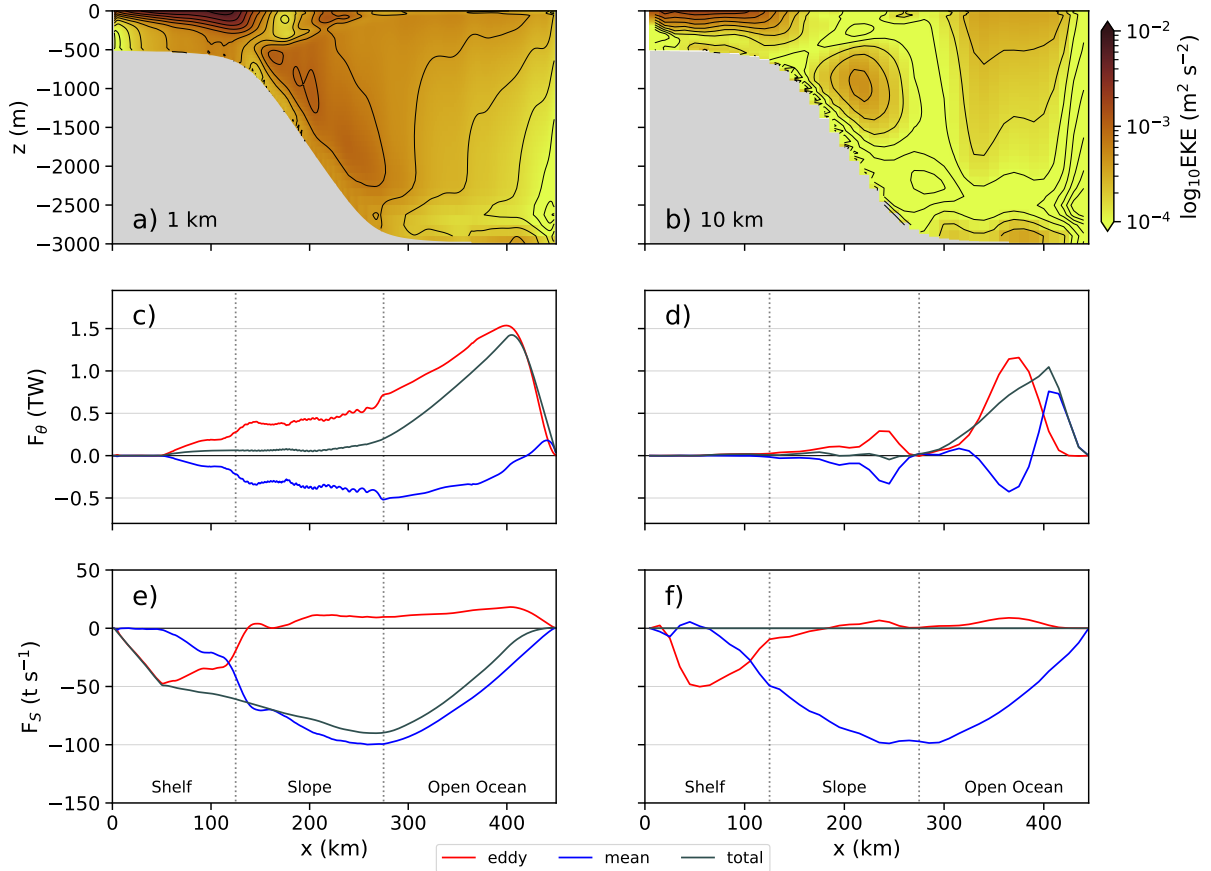 0
−500
−1000
−1500
−2000
−2500
−3000
z (m)
a) 1 km
b) 10 km
10−2
10−3
10−4
log10EKE (m2 s−2)
c)
d)
1.5
1.0
0.5
0.0
−0.5
Fθ (TW)
e)
f)
50
0
−50
−100
−150
FS (t s−1)
Shelf Slope Open Ocean
Shelf Slope Open Ocean
0 100 200 300 400
0 100 200 300 400
x (km)
x (km)
eddy mean total